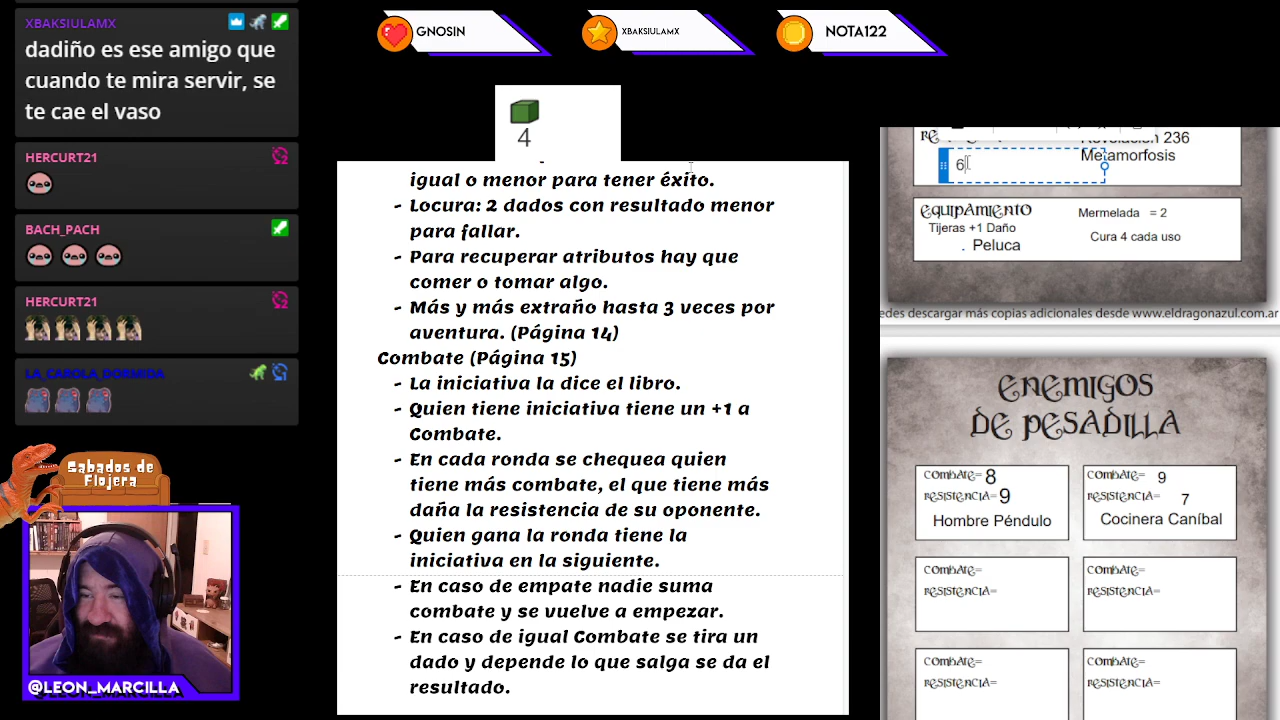 XBAKSIULAMX
dadiño es ese amigo que
cuando te mira servir, se
te cae el vaso
HERCURT21
BACH_PACH
HERCURT21
LA_CABOLA_DORMIDA
Sabados de
Flojera
@LEON_MARCILLA
GNOSIN
XBAKSIULAMX
NOTA122
4
igual o menor para tener éxito.
- Locura: 2 dados con resultado menor
para fallar.
- Para recuperar atributos hay que
comer o tomar algo.
- Más y más extraño hasta 3 veces por
aventura. (Página 14)
Combate (Página 15)
- La iniciativa la dice el libro.
- Quien tiene iniciativa tiene un +1 a
Combate.
- En cada ronda se chequea quien
tiene más combate, el que tiene más
daña la resistencia de su oponente.
- Quien gana la ronda tiene la
iniciativa en la siguiente.
- En caso de empate nadie suma
combate y se vuelve a empezar.
- En caso de igual Combate se tira un
dado y depende lo que salga se da el
resultado.
Revelación 236
Metamorfosis
6
EQUIPAMIENTO
Mermelada = 2
Tijeras +1 Daño
Cura 4 cada uso
. Peluca
edes descargar más copias adicionales desde www.eldragonazul.com.ar
ENEMIGOS
DE PESADILLA
COMBATE= 8
RESISTENCIA= 9
Hombre Péndulo
COMBATE= 9
RESISTENCIA= 7
Cocinera Caníbal
COMBATE=
RESISTENCIA=
COMBATE=
RESISTENCIA=
COMBATE=
RESISTENCIA=
COMBATE=
RESISTENCIA=